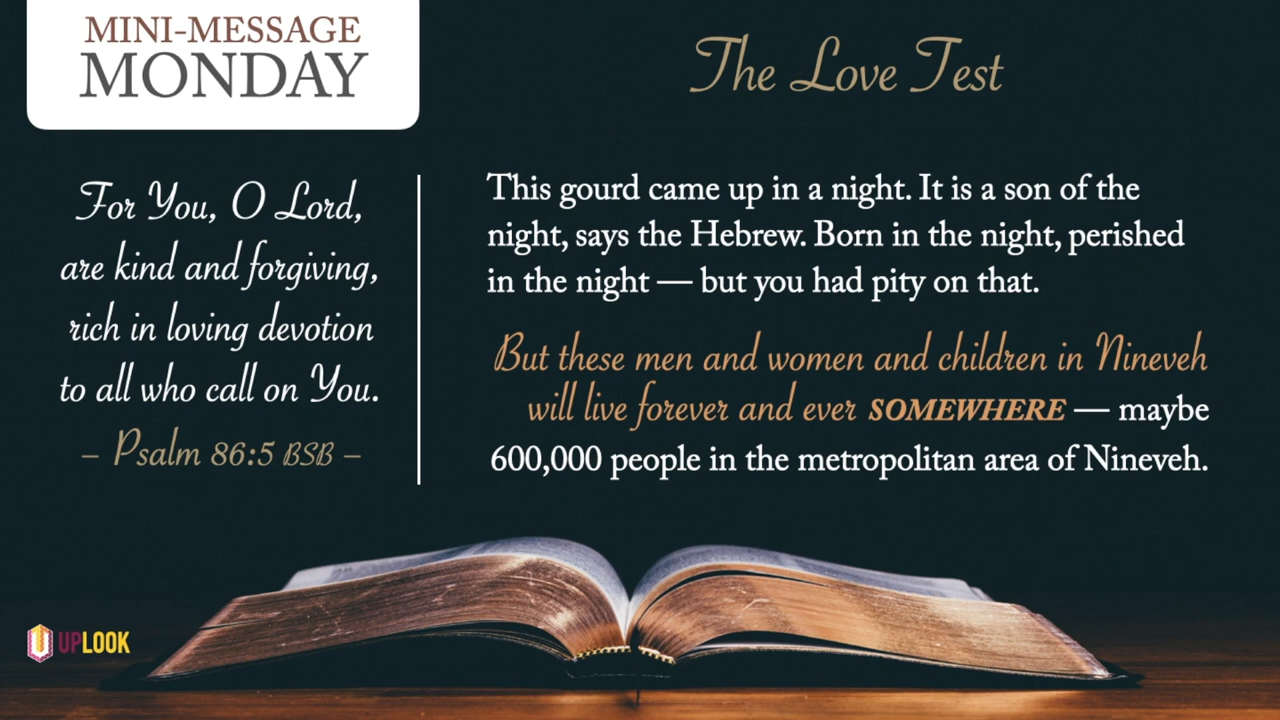 MINI-MESSAGE
MONDAY
The Love Test
For You, O Lord,
are kind and forgiving,
rich in loving devotion
to all who call on You.
– Psalm 86:5 BSB –
This gourd came up in a night. It is a son of the
night, says the Hebrew. Born in the night, perished
in the night — but you had pity on that.
But these men and women and children in Nineveh
will live forever and ever SOMEWHERE — maybe
600,000 people in the metropolitan area of Nineveh.
UPLOOK